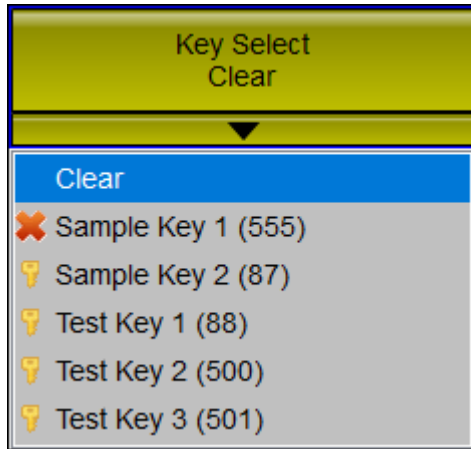 Key Select
Clear
Clear
Sample Key 1 (555)
Sample Key 2 (87)
Test Key 1 (88)
Test Key 2 (500)
Test Key 3 (501)